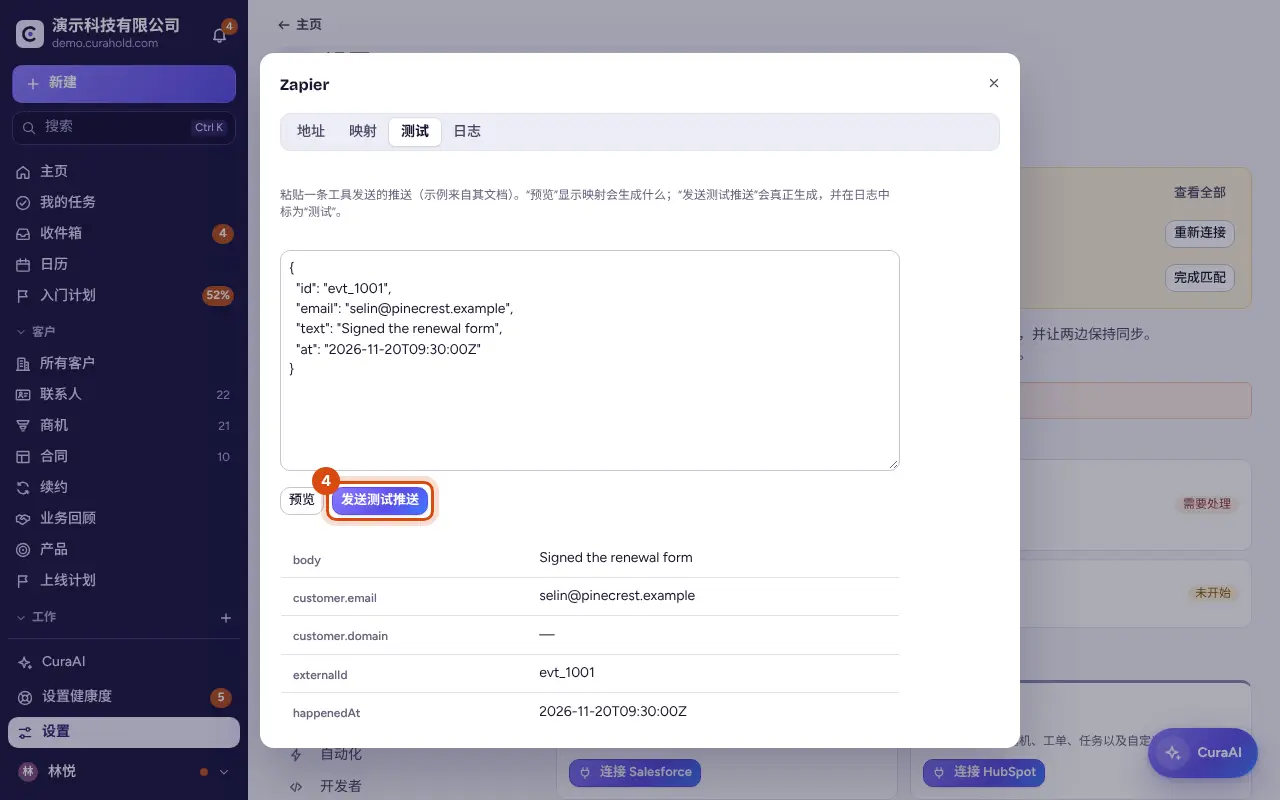 演示科技有限公司
demo.curahold.com
4
新建
搜索
Ctrl K
主页
我的任务
收件箱
4
日历
入门计划
52%
客户
所有客户
联系人
22
商机
21
合同
10
续约
业务回顾
产品
上线计划
工作
CuraAI
设置健康度
5
设置
林
林悦
主页
Zapier
地址
映射
测试
日志
粘贴一条工具发送的推送（示例来自其文档）。“预览”显示映射会生成什么；“发送测试推送”会真正生成，并在日志中
标为“测试”。
{
"id": "evt_1001",
"email": "selin@pinecrest.example",
"text": "Signed the renewal form",
"at": "2026-11-20T09:30:00Z"
}
4
预览
发送测试推送
body
Signed the renewal form
customer.email
selin@pinecrest.example
customer.domain
—
externalId
evt_1001
happenedAt
2026-11-20T09:30:00Z
查看全部
重新连接
完成匹配
，并让两边保持同步。
需要处理
未开始
机、工单、任务以及自定
自动化
开发者
连接 Salesforce
连接 HubSpot
CuraAI